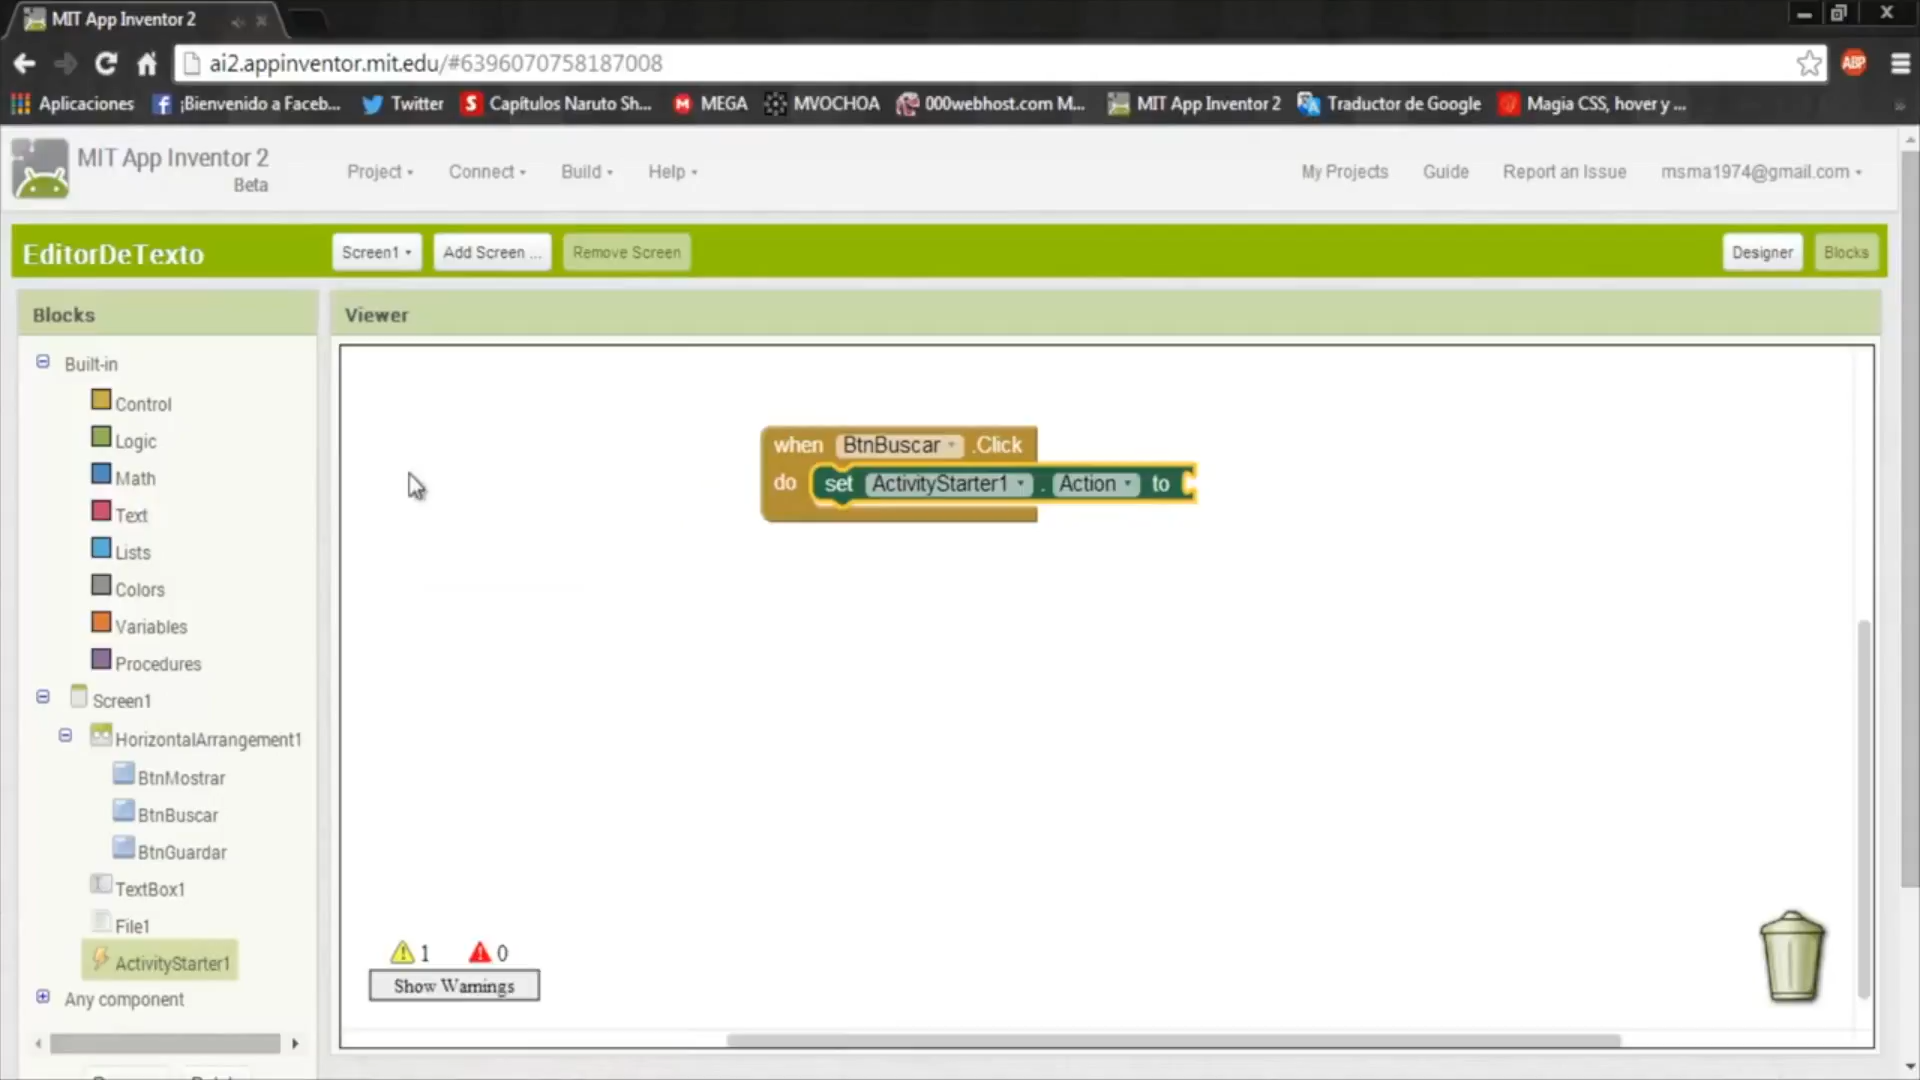 MIT App Inventor 2
ai2.appinventor.mit.edu/#6396070758187008
ABP
Aplicaciones ¡Bienvenido a Faceb... Twitter Capítulos Naruto Sh... MEGA MVOCHOA 000webhost.com M... MIT App Inventor 2 Traductor de Google Magia CSS, hover y ... »
MIT App Inventor 2
Beta
Project Connect Build Help My Projects Guide Report an Issue msma1974@gmail.com
EditorDeTexto Screen1 Add Screen ... Remove Screen Designer Blocks
Blocks Viewer
Built-in
Control
Logic
Math
Text
Lists
Colors
Variables
Procedures
Screen1
HorizontalArrangement1
BtnMostrar
BtnBuscar
BtnGuardar
TextBox1
File1
ActivityStarter1
Any component
when BtnBuscar .Click
do set ActivityStarter1 . Action to
1 0
Show Warnings